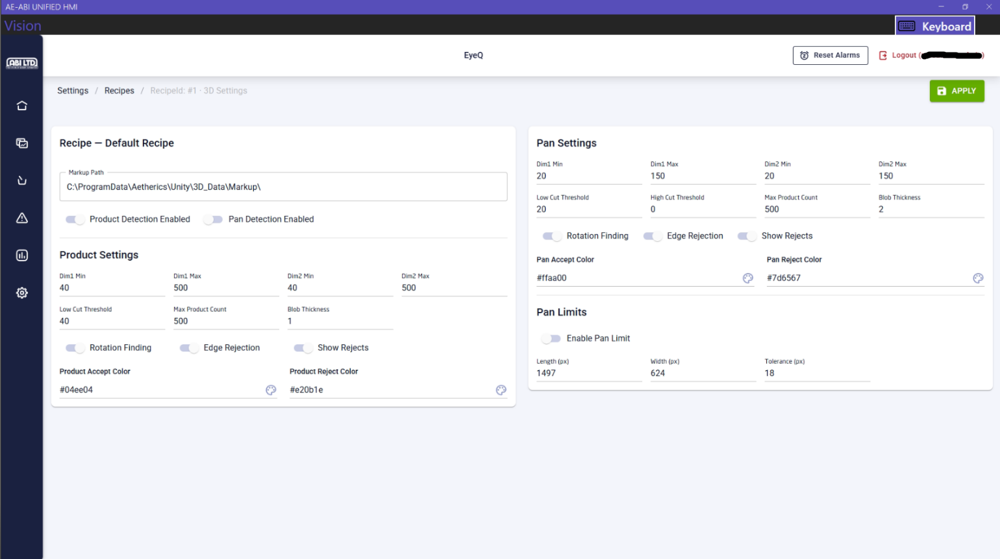 AE-ABI UNIFIED HMI
Vision
Keyboard
ABI LTD
EyeQ
Reset Alarms
Logout (
)
Settings / Recipes / RecipeId: #1 · 3D Settings
APPLY
Recipe — Default Recipe
Markup Path
C:\ProgramData\Aetherics\Unity\3D_Data\Markup\
Product Detection Enabled Pan Detection Enabled
Product Settings
Dim1 Min Dim1 Max Dim2 Min Dim2 Max
40 500 40 500
Low Cut Threshold Max Product Count Blob Thickness
40 500 1
Rotation Finding Edge Rejection Show Rejects
Product Accept Color Product Reject Color
#04ee04 #e20b1e
Pan Settings
Dim1 Min Dim1 Max Dim2 Min Dim2 Max
20 150 20 150
Low Cut Threshold High Cut Threshold Max Product Count Blob Thickness
20 0 500 2
Rotation Finding Edge Rejection Show Rejects
Pan Accept Color Pan Reject Color
#ffaa00 #7d6567
Pan Limits
Enable Pan Limit
Length (px) Width (px) Tolerance (px)
1497 624 18